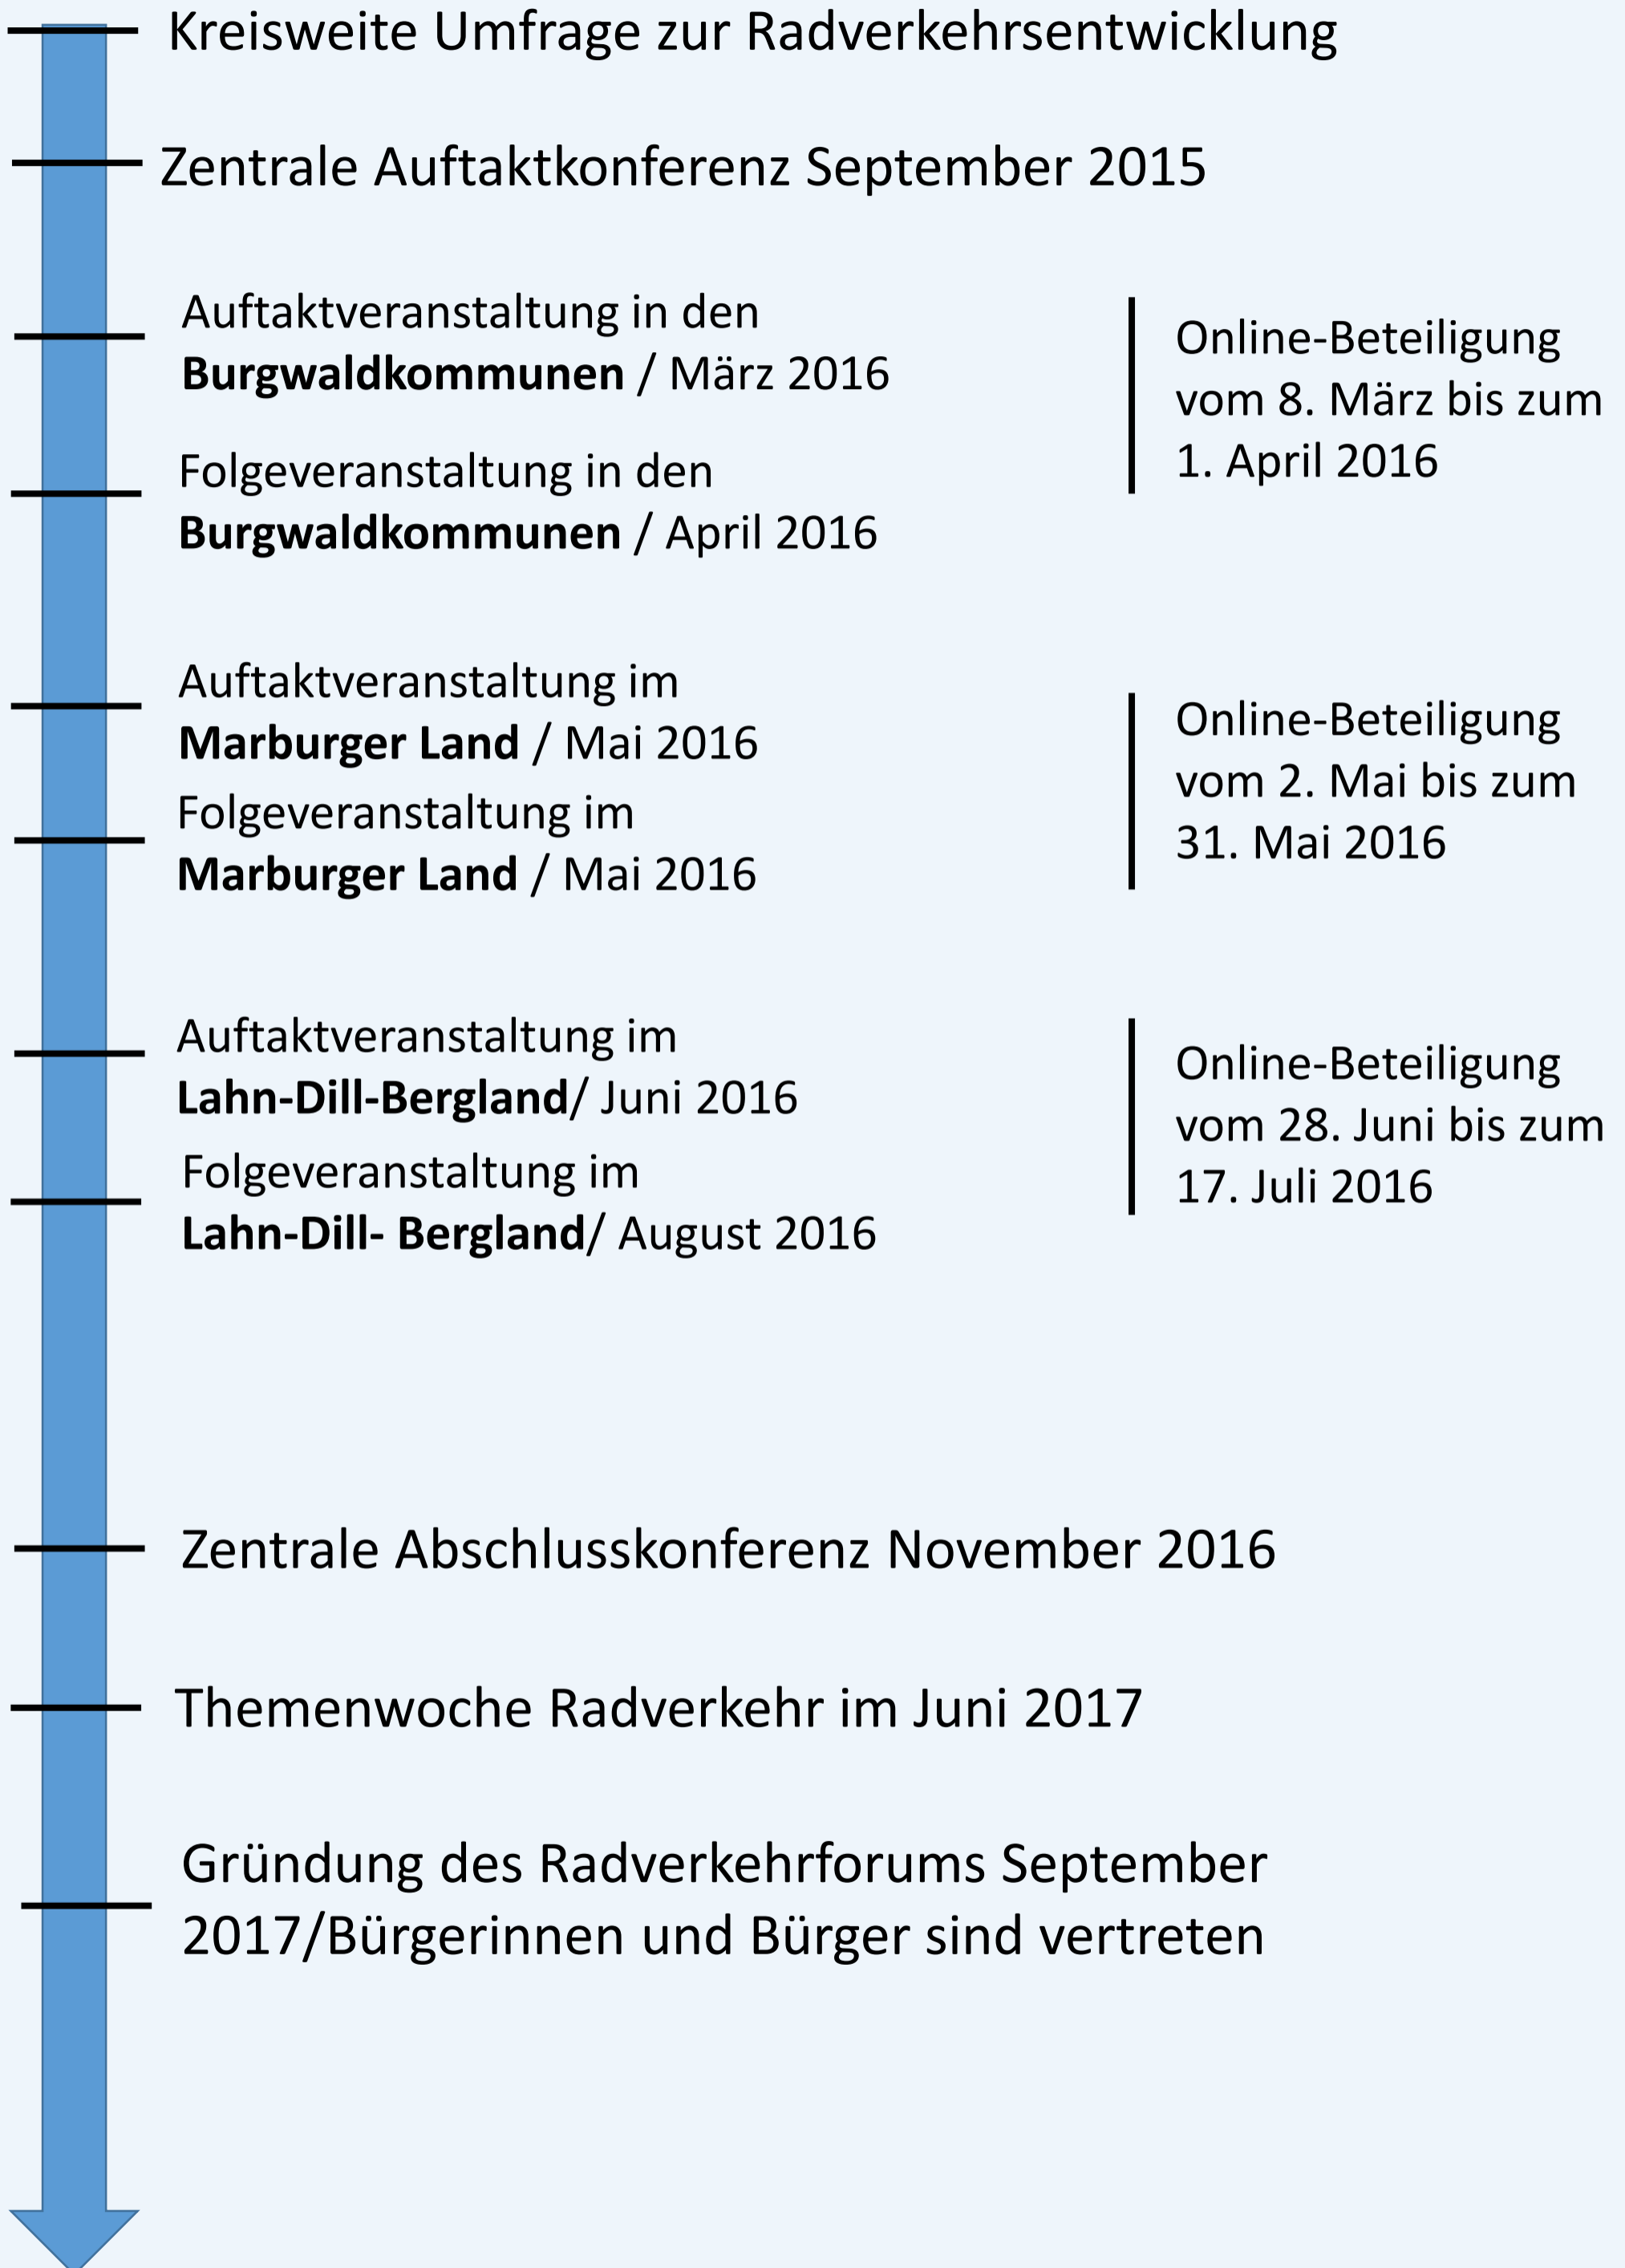 Kreisweite Umfrage zur Radverkehrsentwicklung
Zentrale Auftaktkonferenz September 2015
Auftaktveranstaltung in den
Burgwaldkommunen / März 2016
Online-Beteiligung
vom 8. März bis zum
1. April 2016
Folgeveranstaltung in den
Burgwaldkommunen / April 2016
Auftaktveranstaltung im
Marburger Land / Mai 2016
Folgeveranstaltung im
Marburger Land / Mai 2016
Online-Beteiligung
vom 2. Mai bis zum
31. Mai 2016
Auftaktveranstaltung im
Lahn-Dill-Bergland/ Juni 2016
Folgeveranstaltung im
Lahn-Dill- Bergland/ August 2016
Online-Beteiligung
vom 28. Juni bis zum
17. Juli 2016
Zentrale Abschlusskonferenz November 2016
Themenwoche Radverkehr im Juni 2017
Gründung des Radverkehrforums September
2017/Bürgerinnen und Bürger sind vertreten